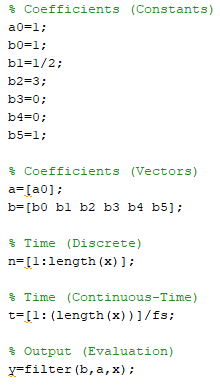 % Coefficients (Constants)
a0=1;
b0=1;
b1=1/2;
b2=3;
b3=0;
b4=0;
b5=1;
% Coefficients (Vectors)
a=[a0];
b=[b0 b1 b2 b3 b4 b5];
% Time (Discrete)
n=[1:length(x)];
% Time (Continuous-Time)
t=[1:(length(x))]/fs;
% Output (Evaluation)
y=filter(b,a,x);